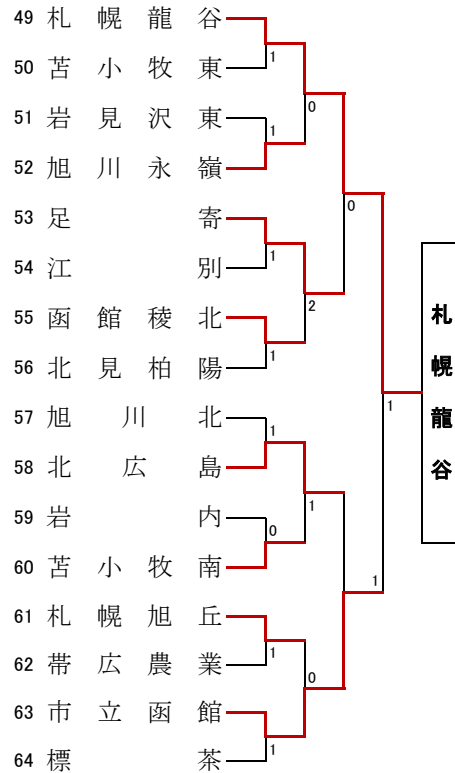 49 札幌龍谷
1
50 苫小牧東
0
51 岩見沢東
1
52 旭川永嶺
0
53 足寄
1
54 江別
2
55 函館稜北
1
56 北見柏陽
札幌龍谷
1
57 旭川北
1
58 北広島
1
59 岩内
0
60 苫小牧南
1
61 札幌旭丘
1
62 帯広農業
0
63 市立函館
1
64 標茶